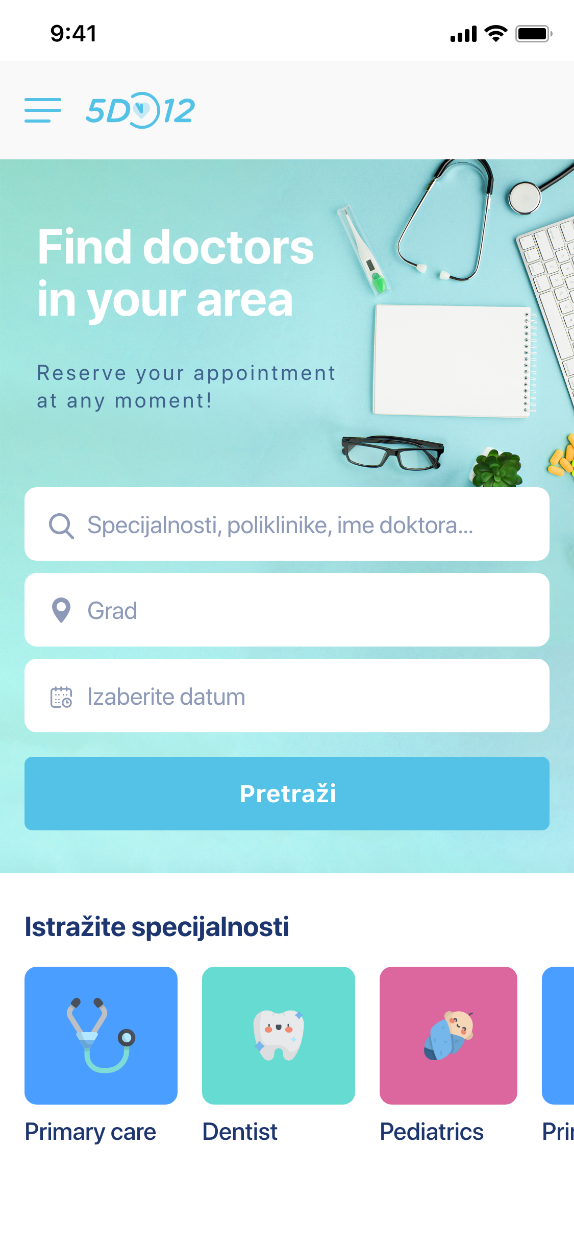 9:41
5D12
Find doctors
in your area
Reserve your appointment
at any moment!
Specijalnosti, poliklinike, ime doktora...
Grad
Izaberite datum
Pretraži
Istražite specijalnosti
Primary care
Dentist
Pediatrics
Pri